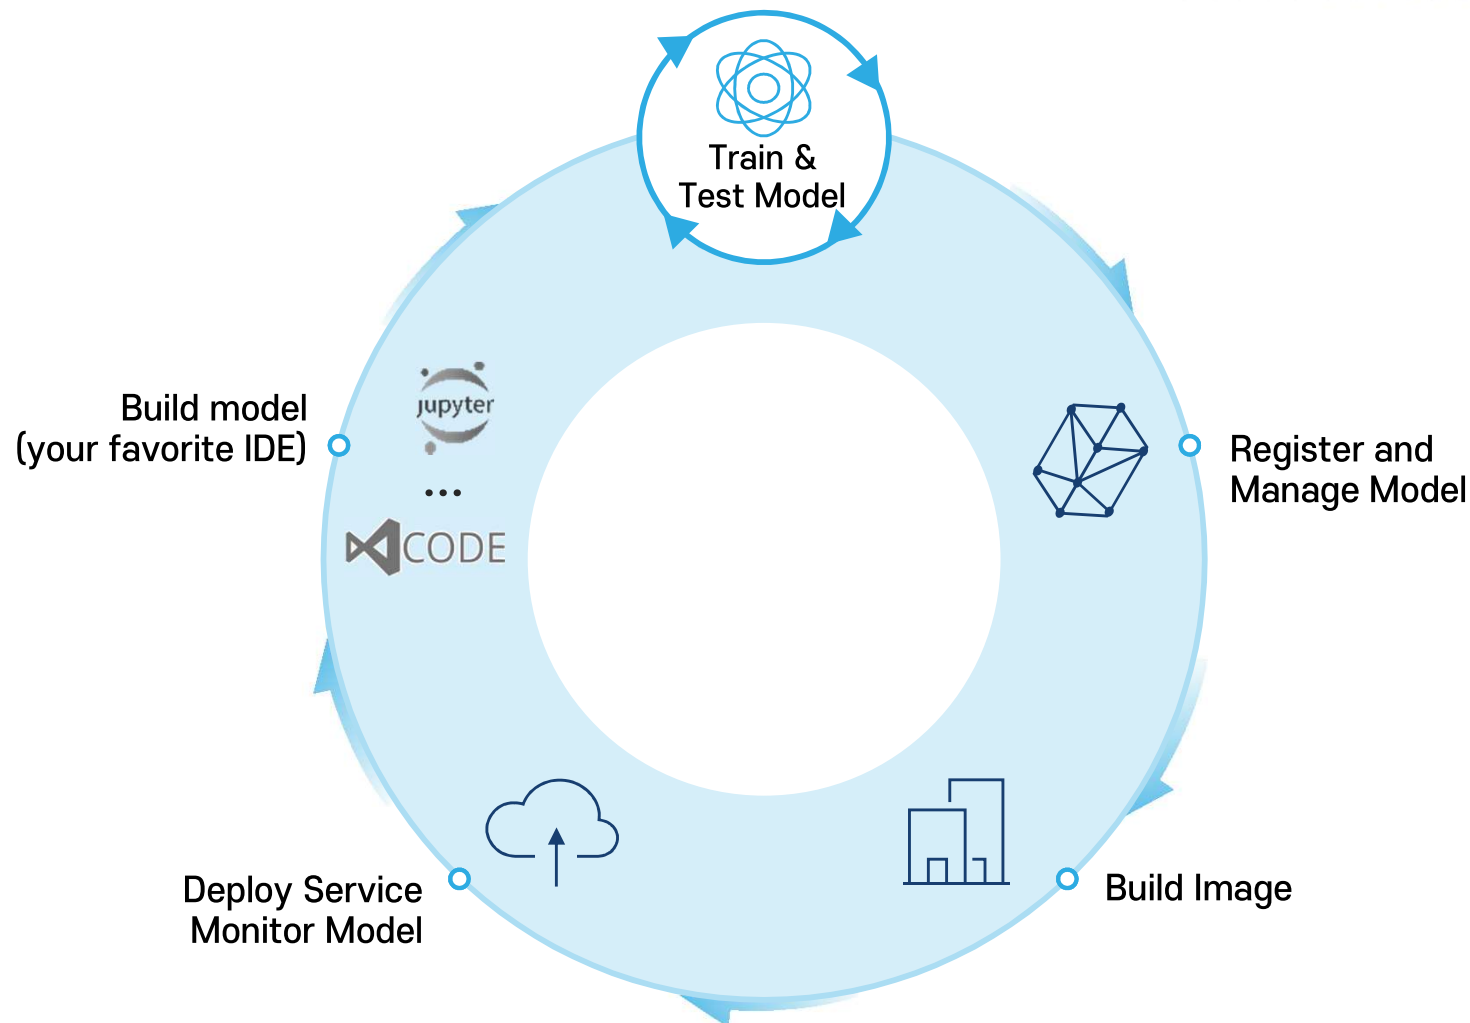 Train &
Test Model
Build model
(your favorite IDE)
jupyter
...
CODE
Register and
Manage Model
Deploy Service
Monitor Model
Build Image